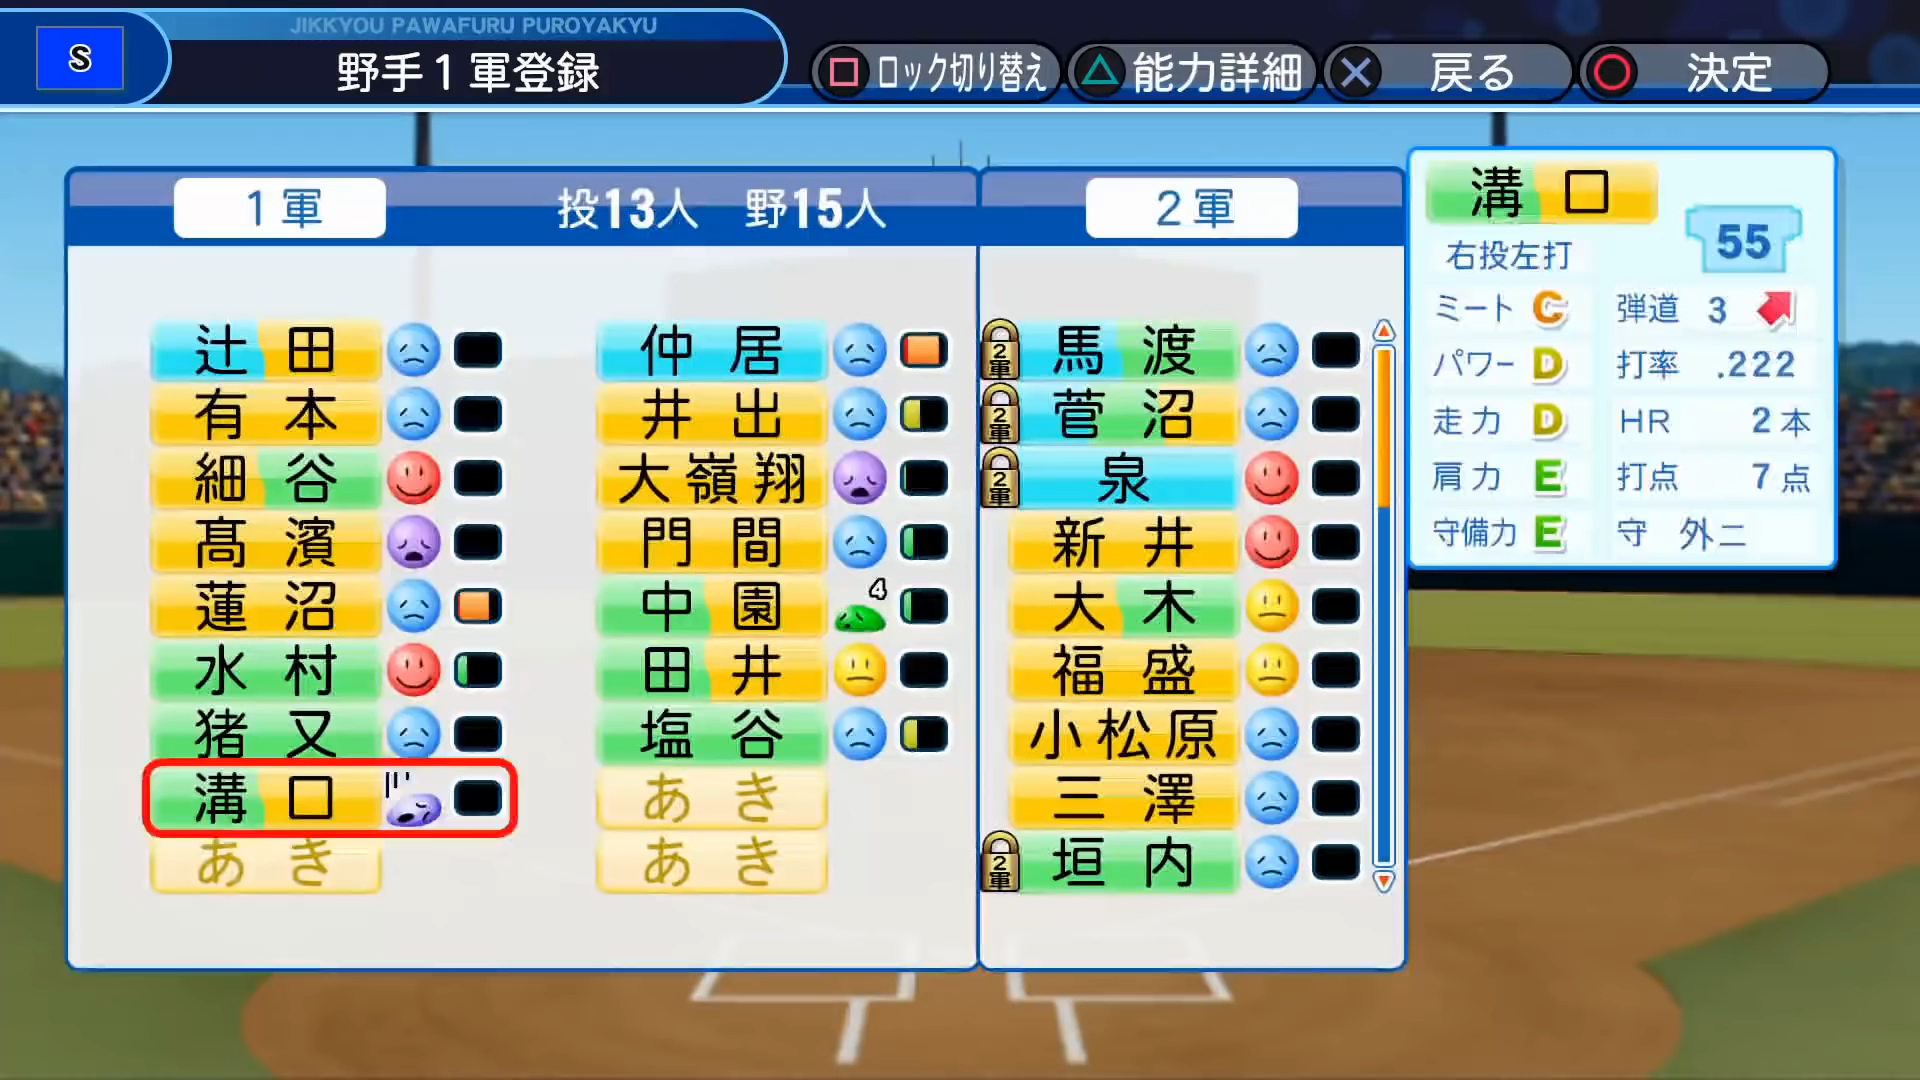 S
JIKKYOU PAWAFURU PUROYAKYU
野手1軍登録
ロック切り替え
能力詳細
戻る
決定
1軍
投13人 野15人
2軍
辻田
有本
細谷
髙濱
蓮沼
水村
猪又
溝口
あき
仲居
井出
大嶺翔
門間
中園
4
田井
塩谷
あき
あき
2軍 馬渡
2軍 菅沼
2軍 泉
新井
大木
福盛
小松原
三澤
2軍 垣内
溝口
55
右投左打
ミート C 弾道 3
パワー D 打率 .222
走力 D HR 2本
肩力 E 打点 7点
守備力 E 守 外二